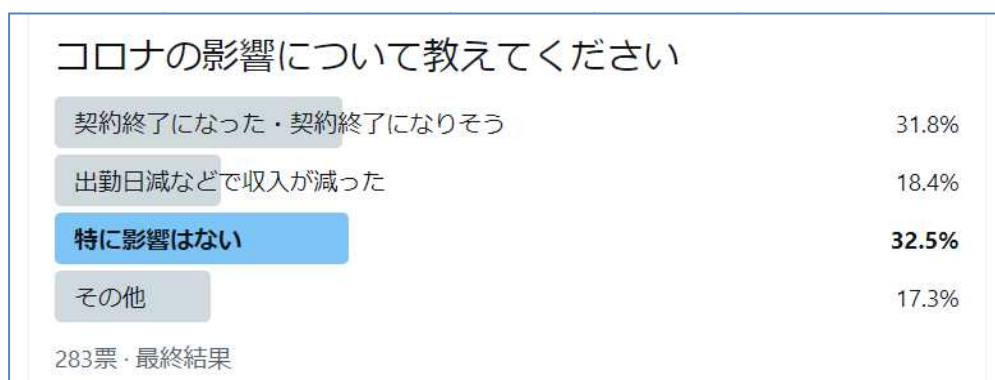 コロナの影響について教えてください
契約終了になった・契約終了になりそう 31.8%
出勤日減などで収入が減った 18.4%
特に影響はない 32.5%
その他 17.3%
283票・最終結果